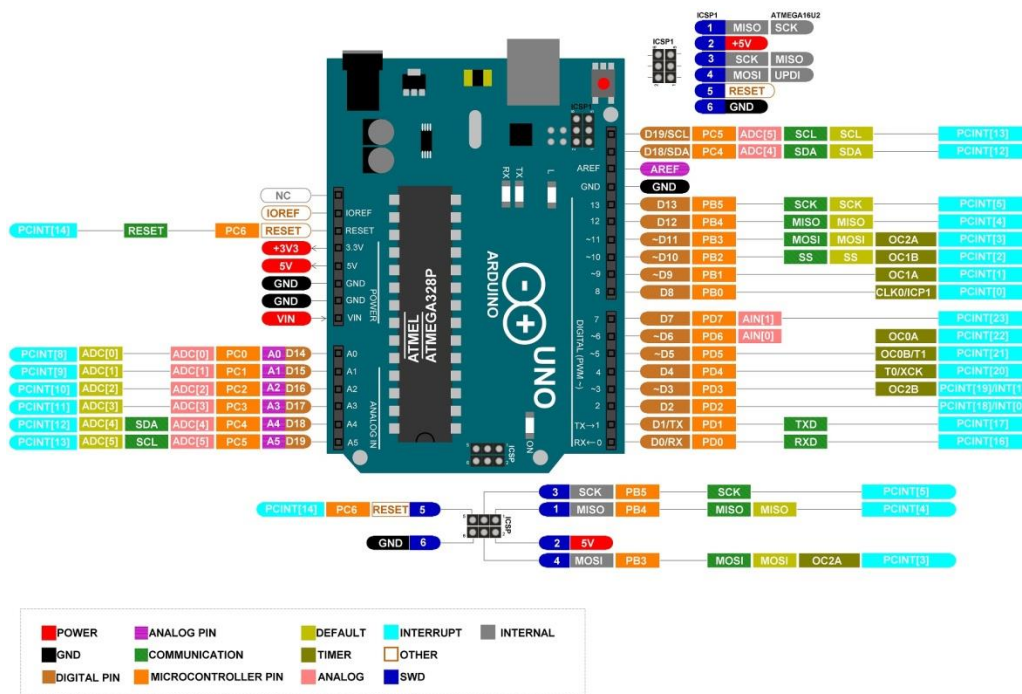 ICSP1 ATMEGA16U2
1 MISO SCK
2 +5V
3 SCK MISO
4 MOSI UPDI
5 RESET
6 GND
ICSP1
ICSP1
D19/SCL PC5 ADC[5] SCL SCL PCINT[13]
D18/SDA PC4 ADC[4] SDA SDA PCINT[12]
AREF AREF
GND GND
13 D13 PB5 SCK SCK PCINT[5]
12 D12 PB4 MISO MISO PCINT[4]
~11 ~D11 PB3 MOSI MOSI OC2A PCINT[3]
~10 ~D10 PB2 SS SS OC1B PCINT[2]
~9 ~D9 PB1 OC1A PCINT[1]
8 D8 PB0 CLK0/ICP1 PCINT[0]
7 D7 PD7 AIN[1] PCINT[23]
~6 ~D6 PD6 AIN[0] OC0A PCINT[22]
~5 ~D5 PD5 OC0B/T1 PCINT[21]
4 D4 PD4 T0/XCK PCINT[20]
~3 ~D3 PD3 OC2B PCINT[19]/INT[1
2 D2 PD2 PCINT[18]/INT[0
TX→1 D1/TX PD1 TXD PCINT[17]
RX←0 D0/RX PD0 RXD PCINT[16]
DIGITAL (PWM ~)
RX
TX
L
NC
IOREF IOREF
PCINT[14] RESET PC6 RESET RESET
+3V3 3.3V
5V 5V
GND GND
GND GND
VIN VIN
POWER
PCINT[8] ADC[0] ADC[0] PC0 A0 D14 A0
PCINT[9] ADC[1] ADC[1] PC1 A1 D15 A1
PCINT[10] ADC[2] ADC[2] PC2 A2 D16 A2
PCINT[11] ADC[3] ADC[3] PC3 A3 D17 A3
PCINT[12] ADC[4] SDA ADC[4] PC4 A4 D18 A4
PCINT[13] ADC[5] SCL ADC[5] PC5 A5 D19 A5
ANALOG IN
ATMEL
ATMEGA328P
ARDUINO
UNO
ON
ICSP
PCINT[14] PC6 RESET 5
GND 6
ICSP
3 SCK PB5 SCK PCINT[5]
1 MISO PB4 MISO MISO PCINT[4]
2 5V
4 MOSI PB3 MOSI MOSI OC2A PCINT[3]
POWER ANALOG PIN DEFAULT INTERRUPT INTERNAL
GND COMMUNICATION TIMER OTHER
DIGITAL PIN MICROCONTROLLER PIN ANALOG SWD